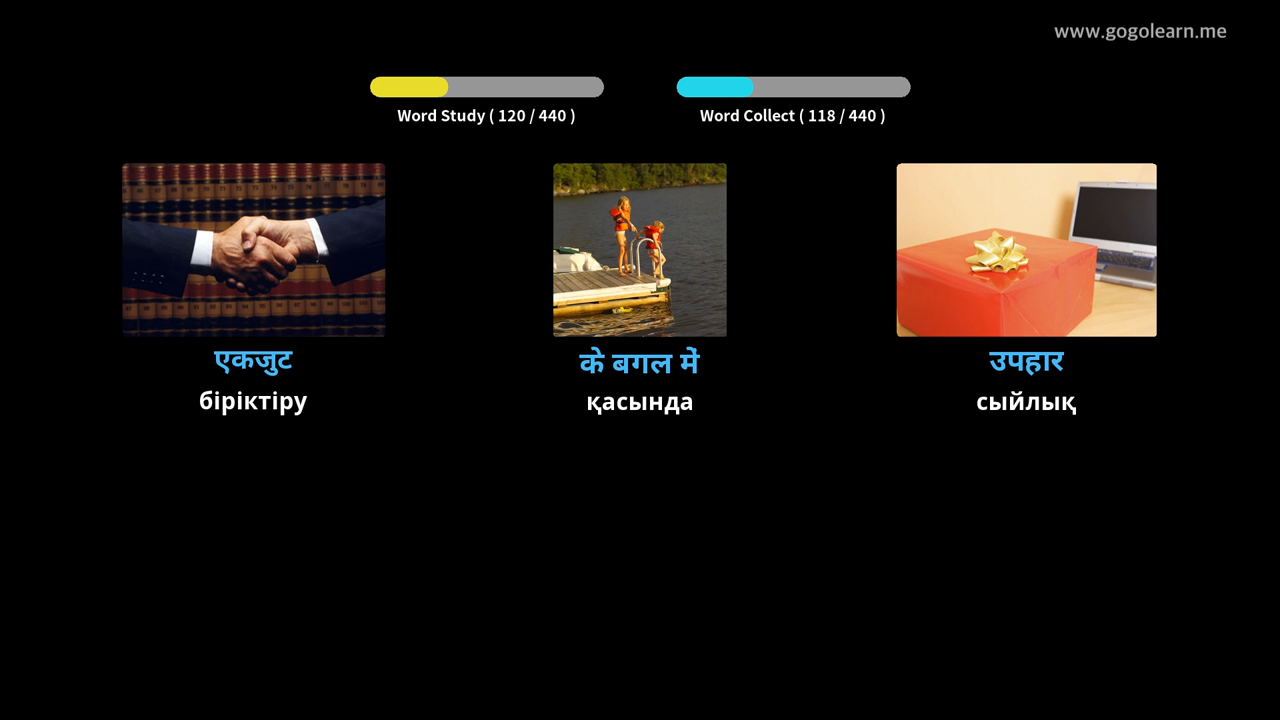 www.gogolearn.me
Word Study ( 120 / 440 )
Word Collect ( 118 / 440 )
एकजुट
біріктіру
के बगल में
қасында
उपहार
сыйлық